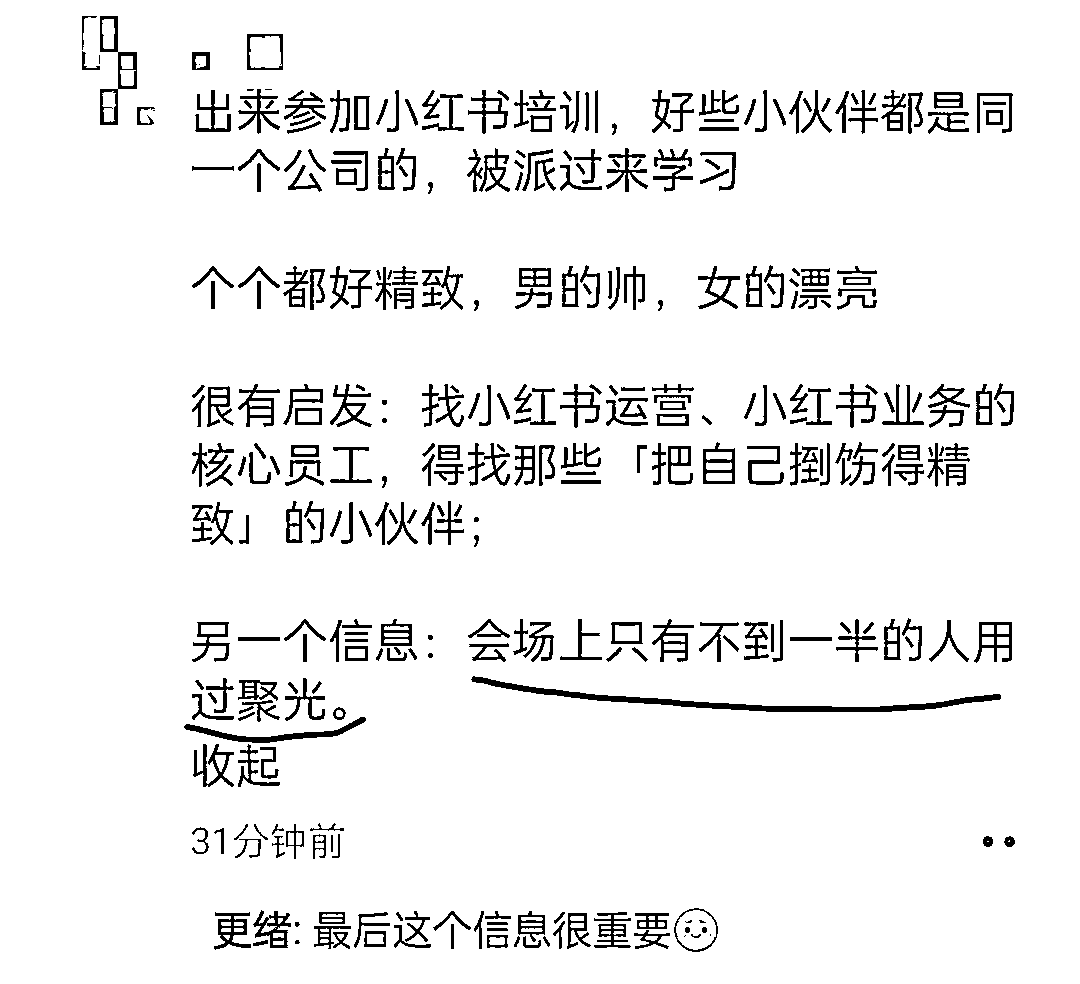 出来参加小红书培训，好些小伙伴都是同
一个公司的，被派过来学习
个个都好精致，男的帅，女的漂亮
很有启发：找小红书运营、小红书业务的
核心员工，得找那些「把自己捯饬得精
致」的小伙伴；
另一个信息：会场上只有不到一半的人用
过聚光。
收起
31分钟前
更绪: 最后这个信息很重要